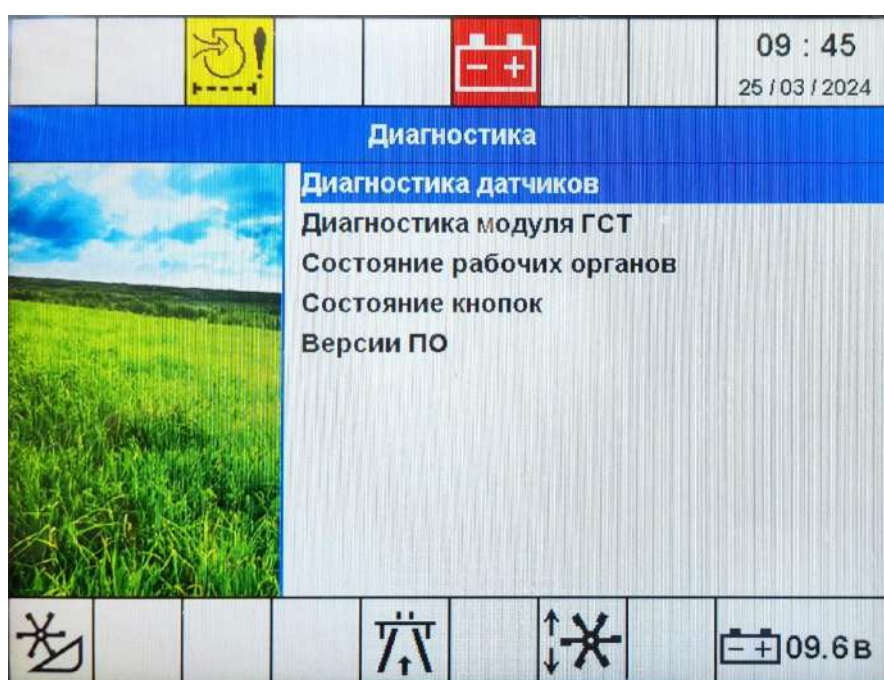 09 : 45
25 / 03 / 2024
Диагностика
Диагностика датчиков
Диагностика модуля ГСТ
Состояние рабочих органов
Состояние кнопок
Версии ПО
09.6 В